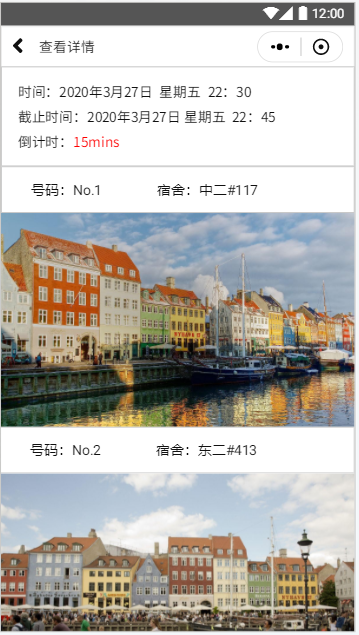 12:00
查看详情
时间：2020年3月27日 星期五 22：30
截止时间：2020年3月27日 星期五 22：45
倒计时：15mins
号码：No.1 宿舍：中二#117
号码：No.2 宿舍：东二#413